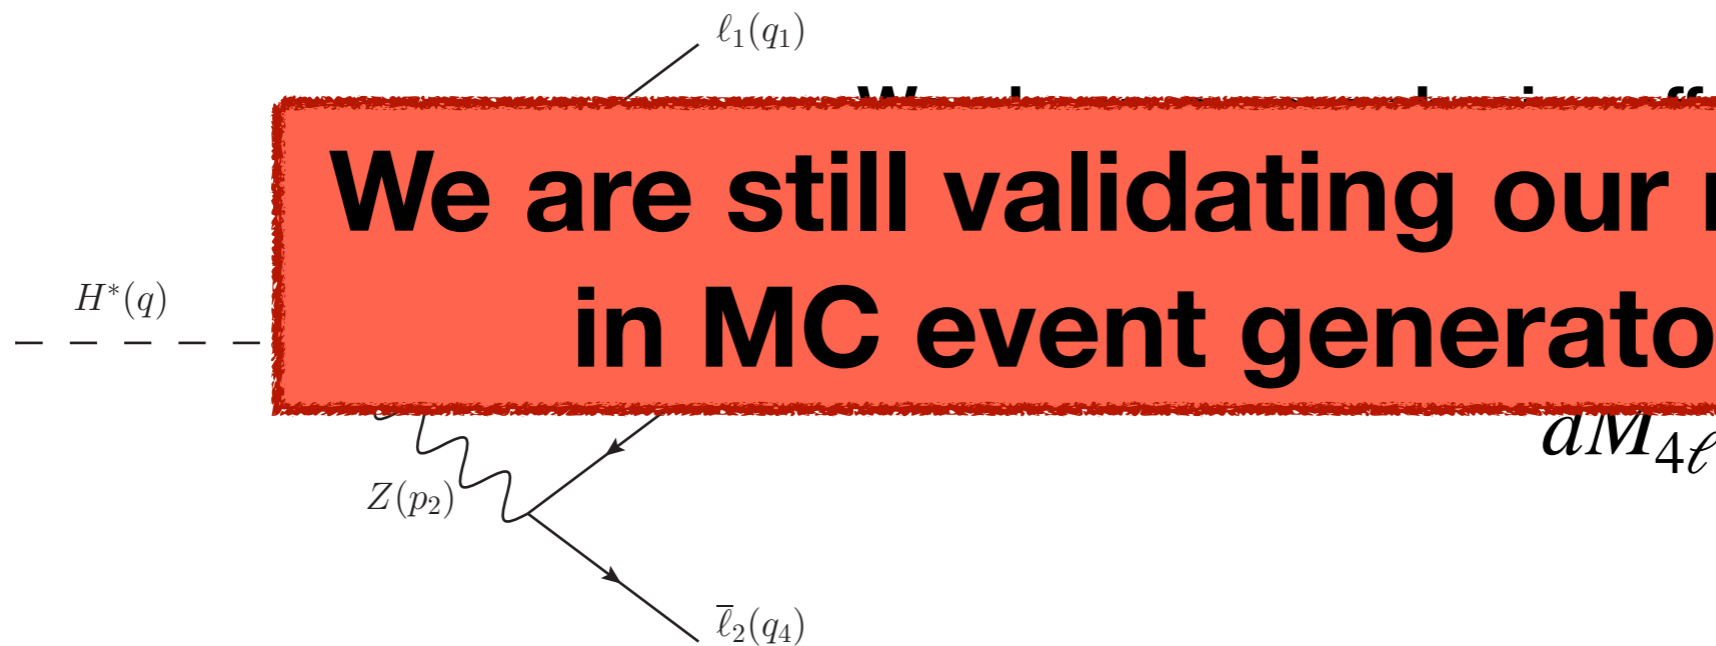 ℓ₁(q₁)
We are still validating our
H*(q)
in MC event generato
dM₄ℓ
Z(p₂)
ℓ̅₂(q₄)